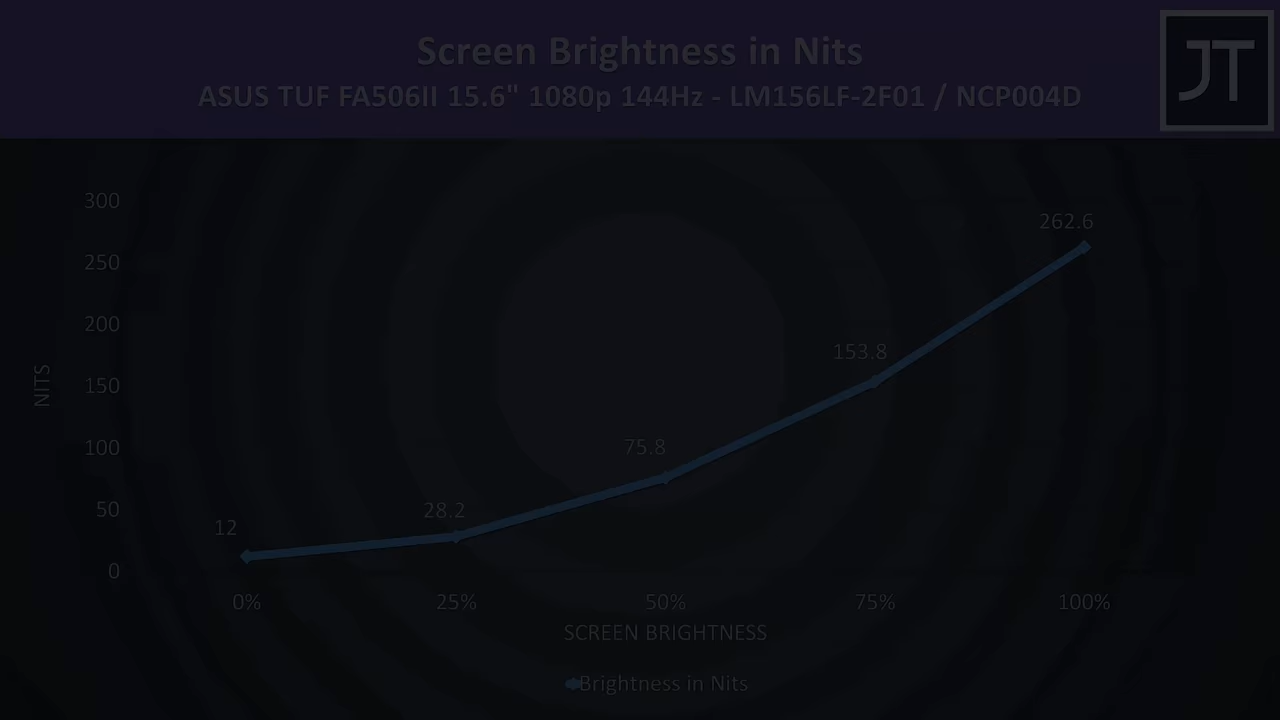 Screen Brightness in Nits
ASUS TUF FA506II 15.6" 1080p 144Hz - LM156LF-2F01 / NCP004D
JT
300
250
200
150
100
50
0
NITS
12
28.2
75.8
153.8
262.6
0% 25% 50% 75% 100%
SCREEN BRIGHTNESS
Brightness in Nits